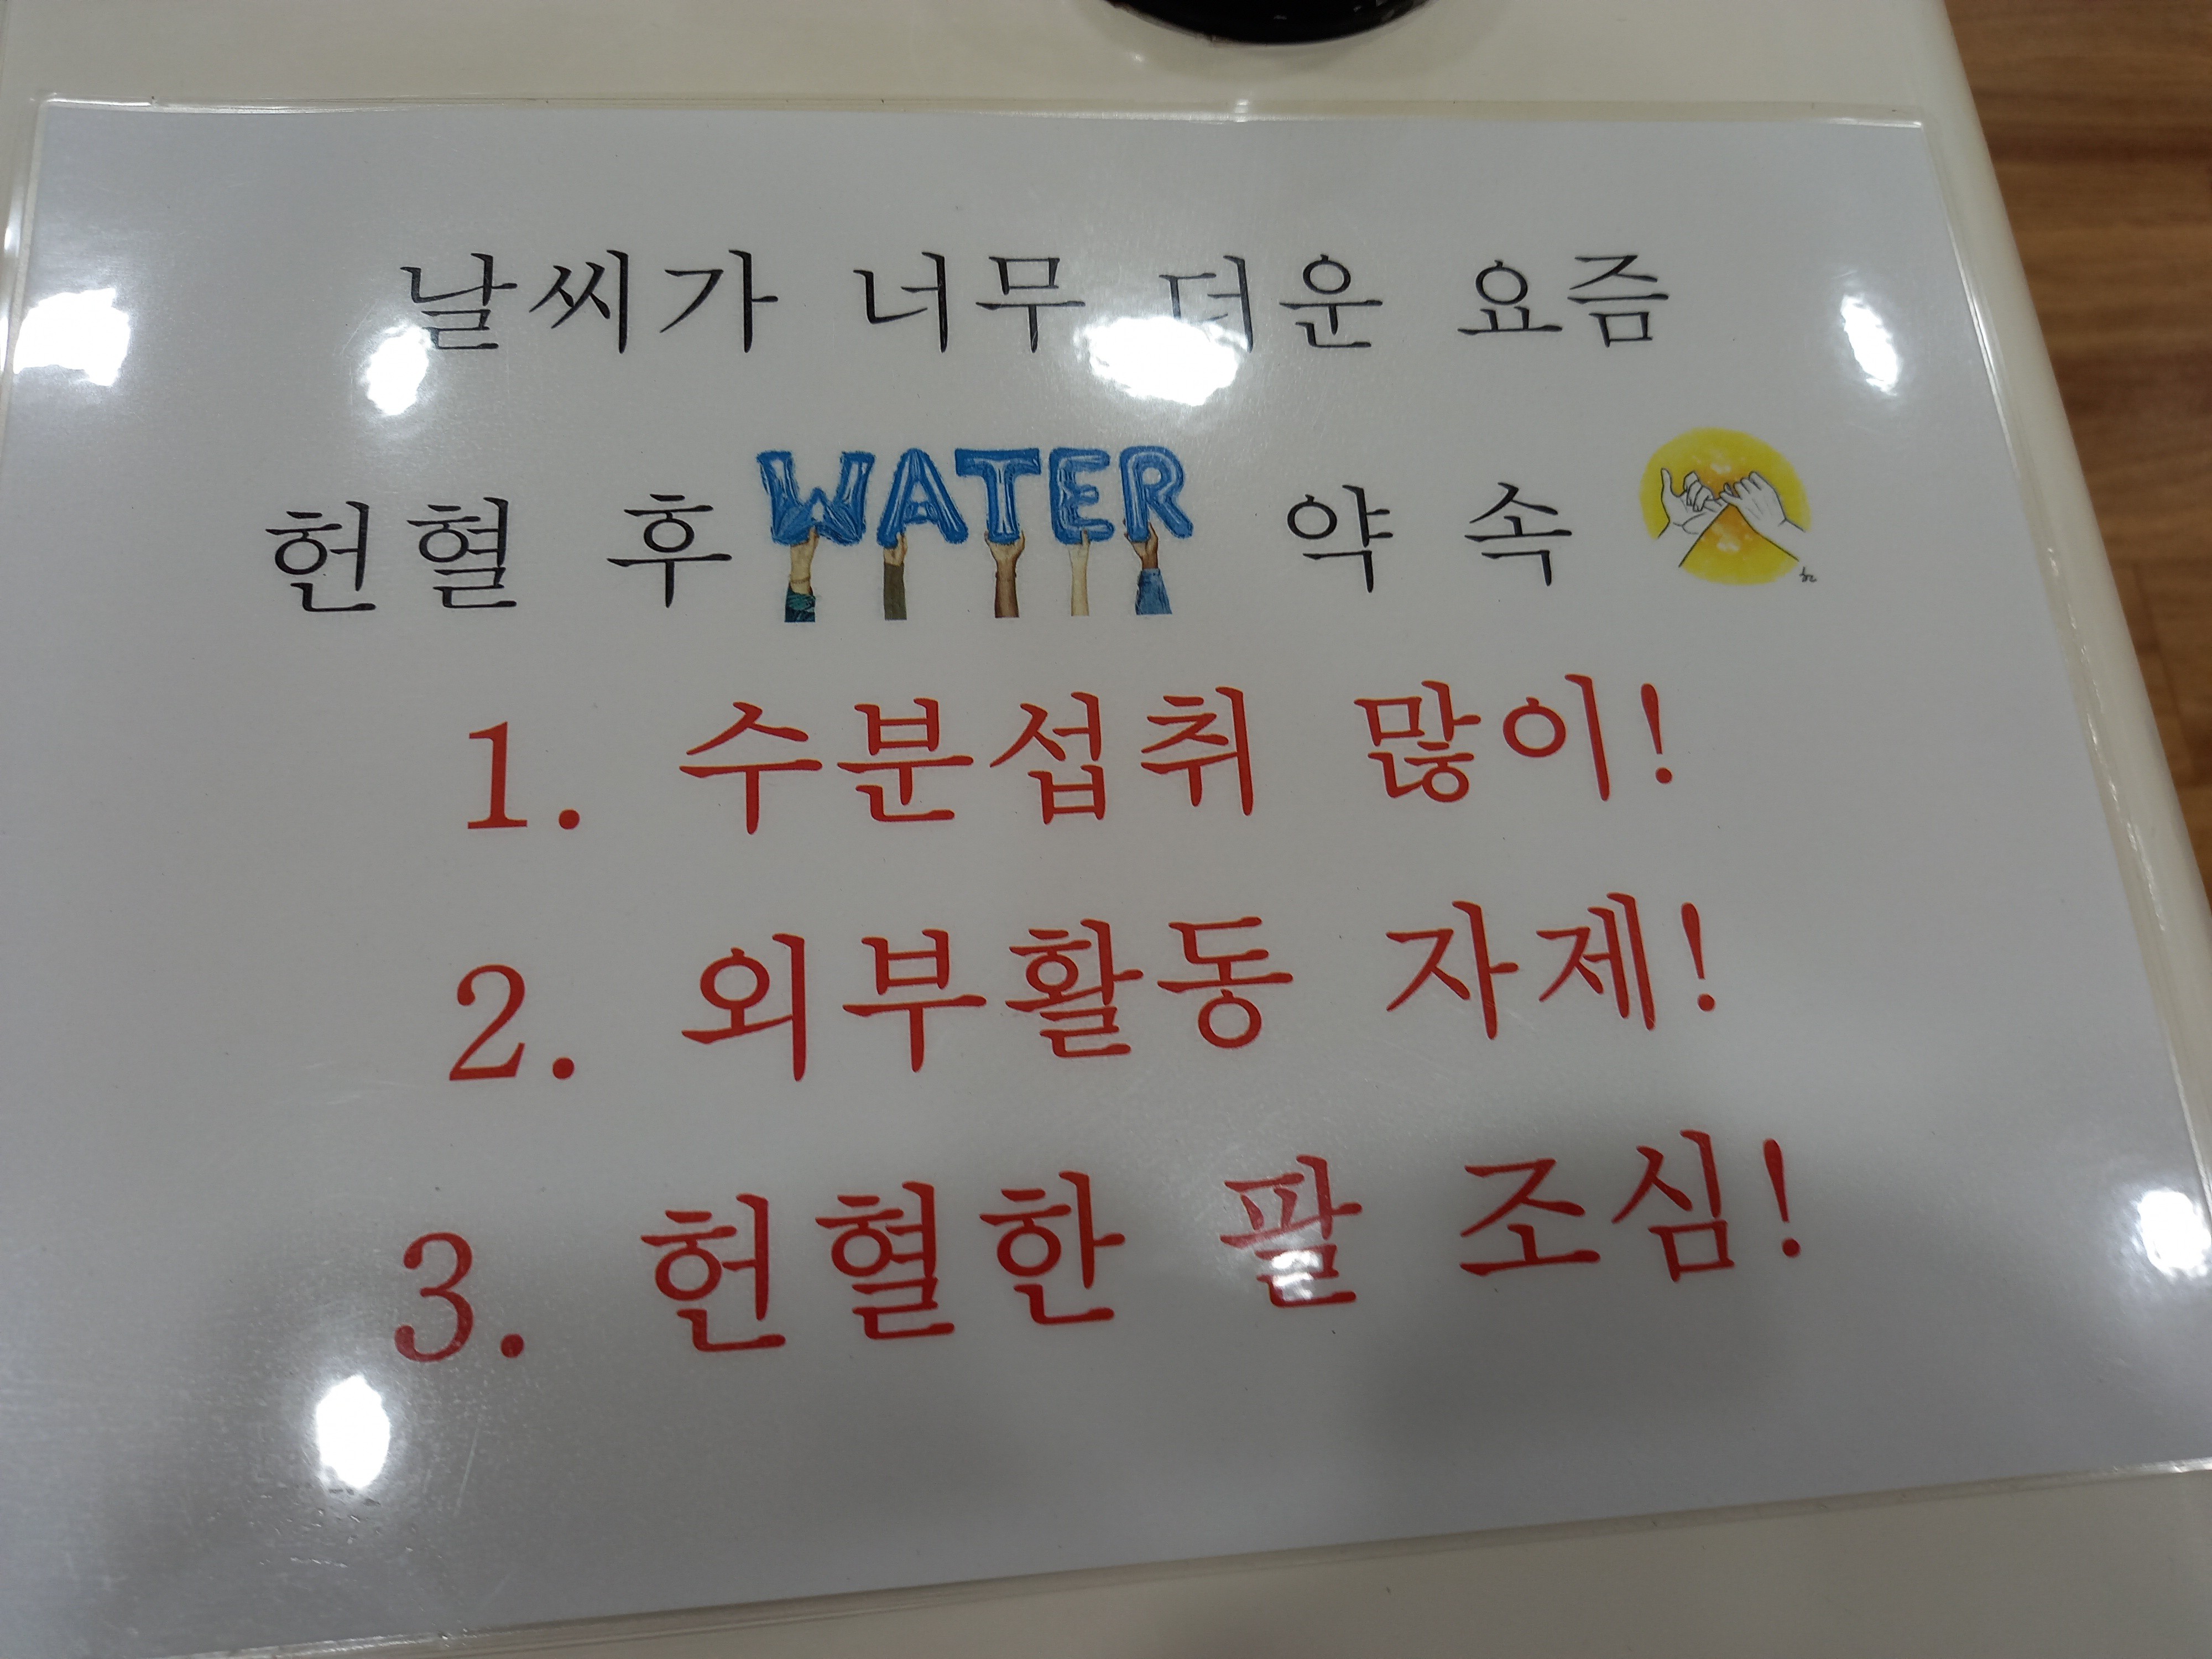 날씨가 너무 더운 요즘
헌혈 후 WATER 약 속
1. 수분섭취 많이!
2. 외부활동 자제!
3. 헌혈한 팔 조심!